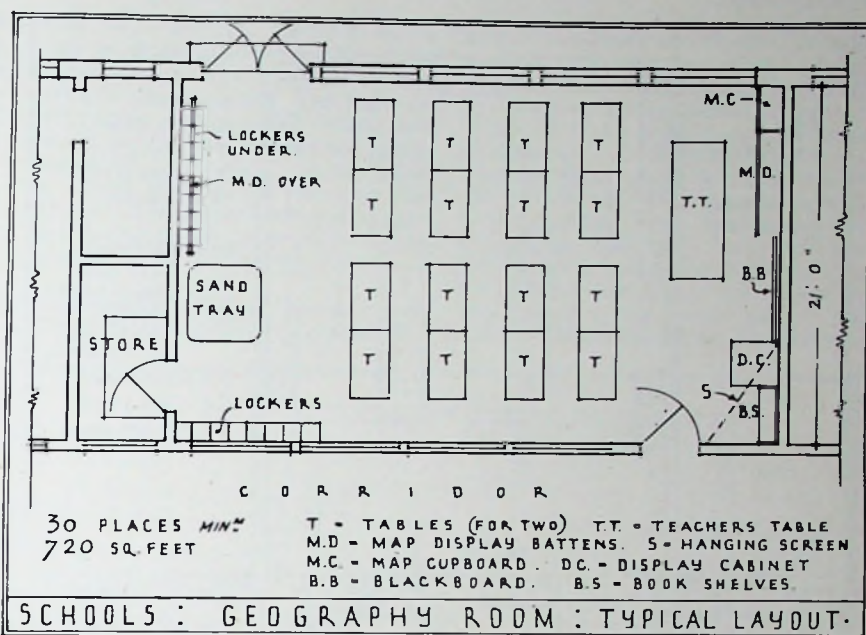 M.C
LOCKERS
UNDER.
M.D. OVER
T T T T
M.D.
T T T T
T.T.
SAND
TRAY
T T T T
B.B
21'. 0"
STORE
T T T T
D.C.
S
B.S.
LOCKERS
CORRIDOR
30 PLACES MINM
720 SQ. FEET
T - TABLES (FOR TWO) T.T. - TEACHERS TABLE
M.D - MAP DISPLAY BATTENS. S - HANGING SCREEN
M.C - MAP CUPBOARD. DC. - DISPLAY CABINET
B.B - BLACKBOARD. B.S - BOOK SHELVES.
SCHOOLS: GEOGRAPHY ROOM: TYPICAL LAYOUT.